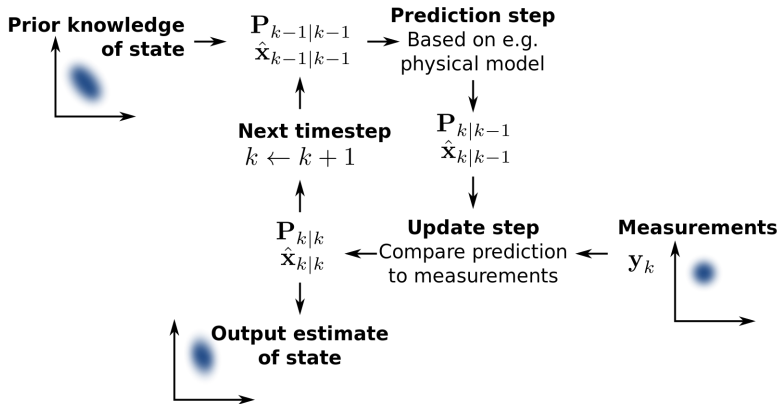 Prior knowledge
of state
P_{k−1|k−1}
x̂_{k−1|k−1}
Prediction step
Based on e.g.
physical model
P_{k|k−1}
x̂_{k|k−1}
Next timestep
k ← k + 1
Update step
Compare prediction
to measurements
Measurements
y_k
P_{k|k}
x̂_{k|k}
Output estimate
of state